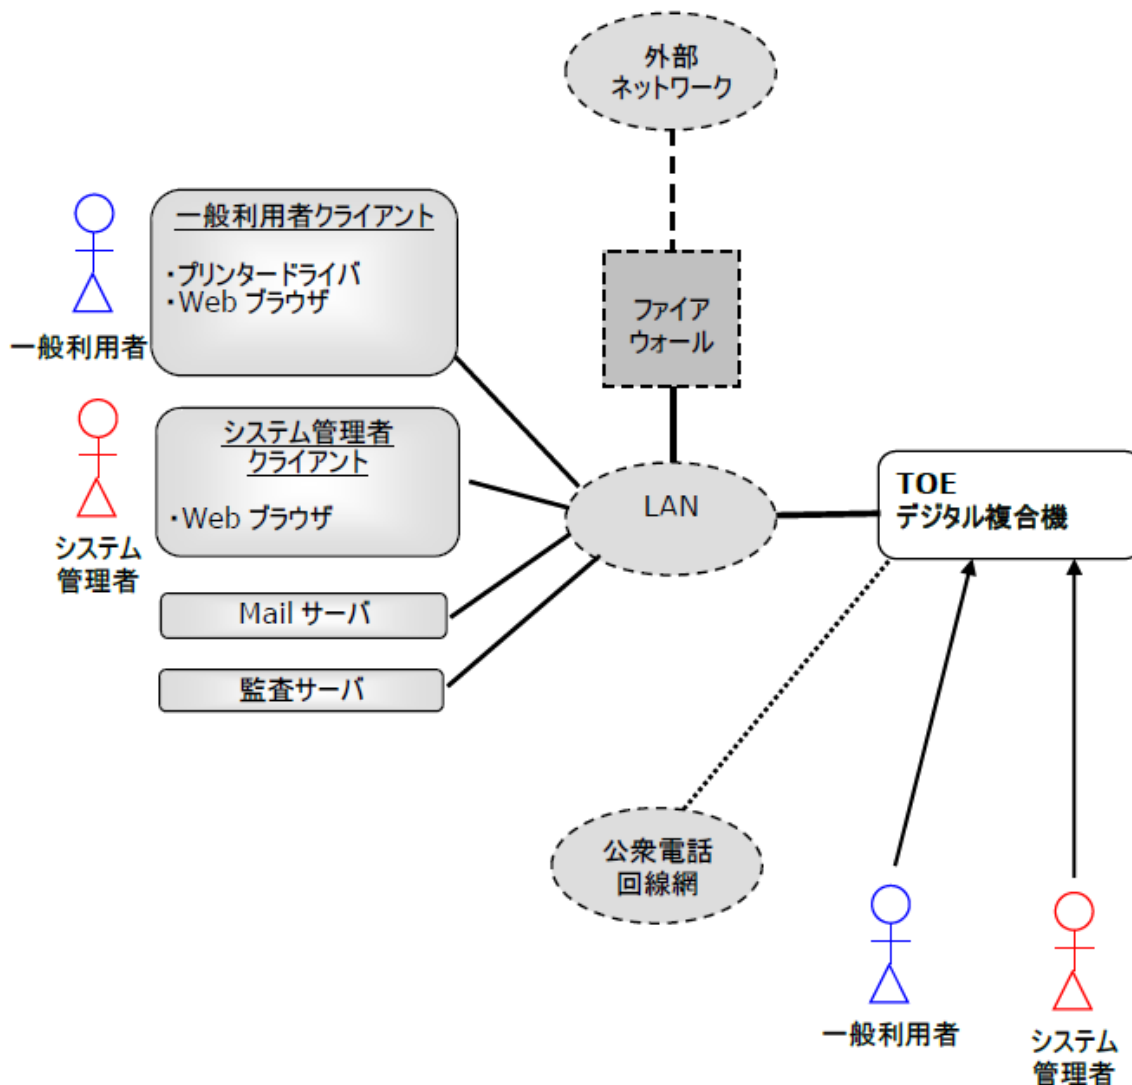 外部
ネットワーク
一般利用者クライアント
・プリンタードライバ
・Web ブラウザ
一般利用者
ファイア
ウォール
システム管理者
クライアント
・Web ブラウザ
システム
管理者
LAN
TOE
デジタル複合機
Mail サーバ
監査サーバ
公衆電話
回線網
一般利用者
システム
管理者